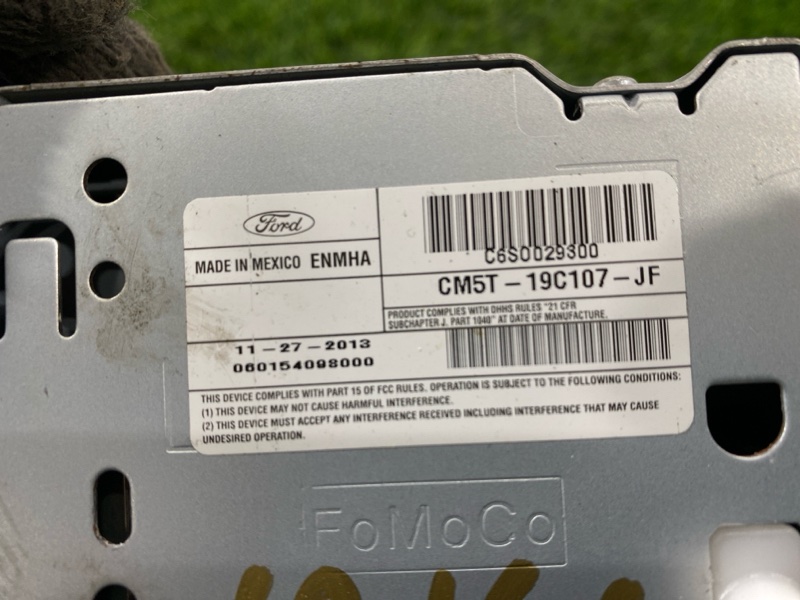 Ford
MADE IN MEXICO ENMHA
C6S0029300
CM5T-19C107-JF
PRODUCT COMPLIES WITH DHHS RULES "21 CFR
SUBCHAPTER J, PART 1040" AT DATE OF MANUFACTURE.
11-27-2013
060154098000
THIS DEVICE COMPLIES WITH PART 15 OF FCC RULES. OPERATION IS SUBJECT TO THE FOLLOWING CONDITIONS:
(1) THIS DEVICE MAY NOT CAUSE HARMFUL INTERFERENCE.
(2) THIS DEVICE MUST ACCEPT ANY INTERFERENCE RECEIVED INCLUDING INTERFERENCE THAT MAY CAUSE
UNDESIRED OPERATION.
FoMoCo